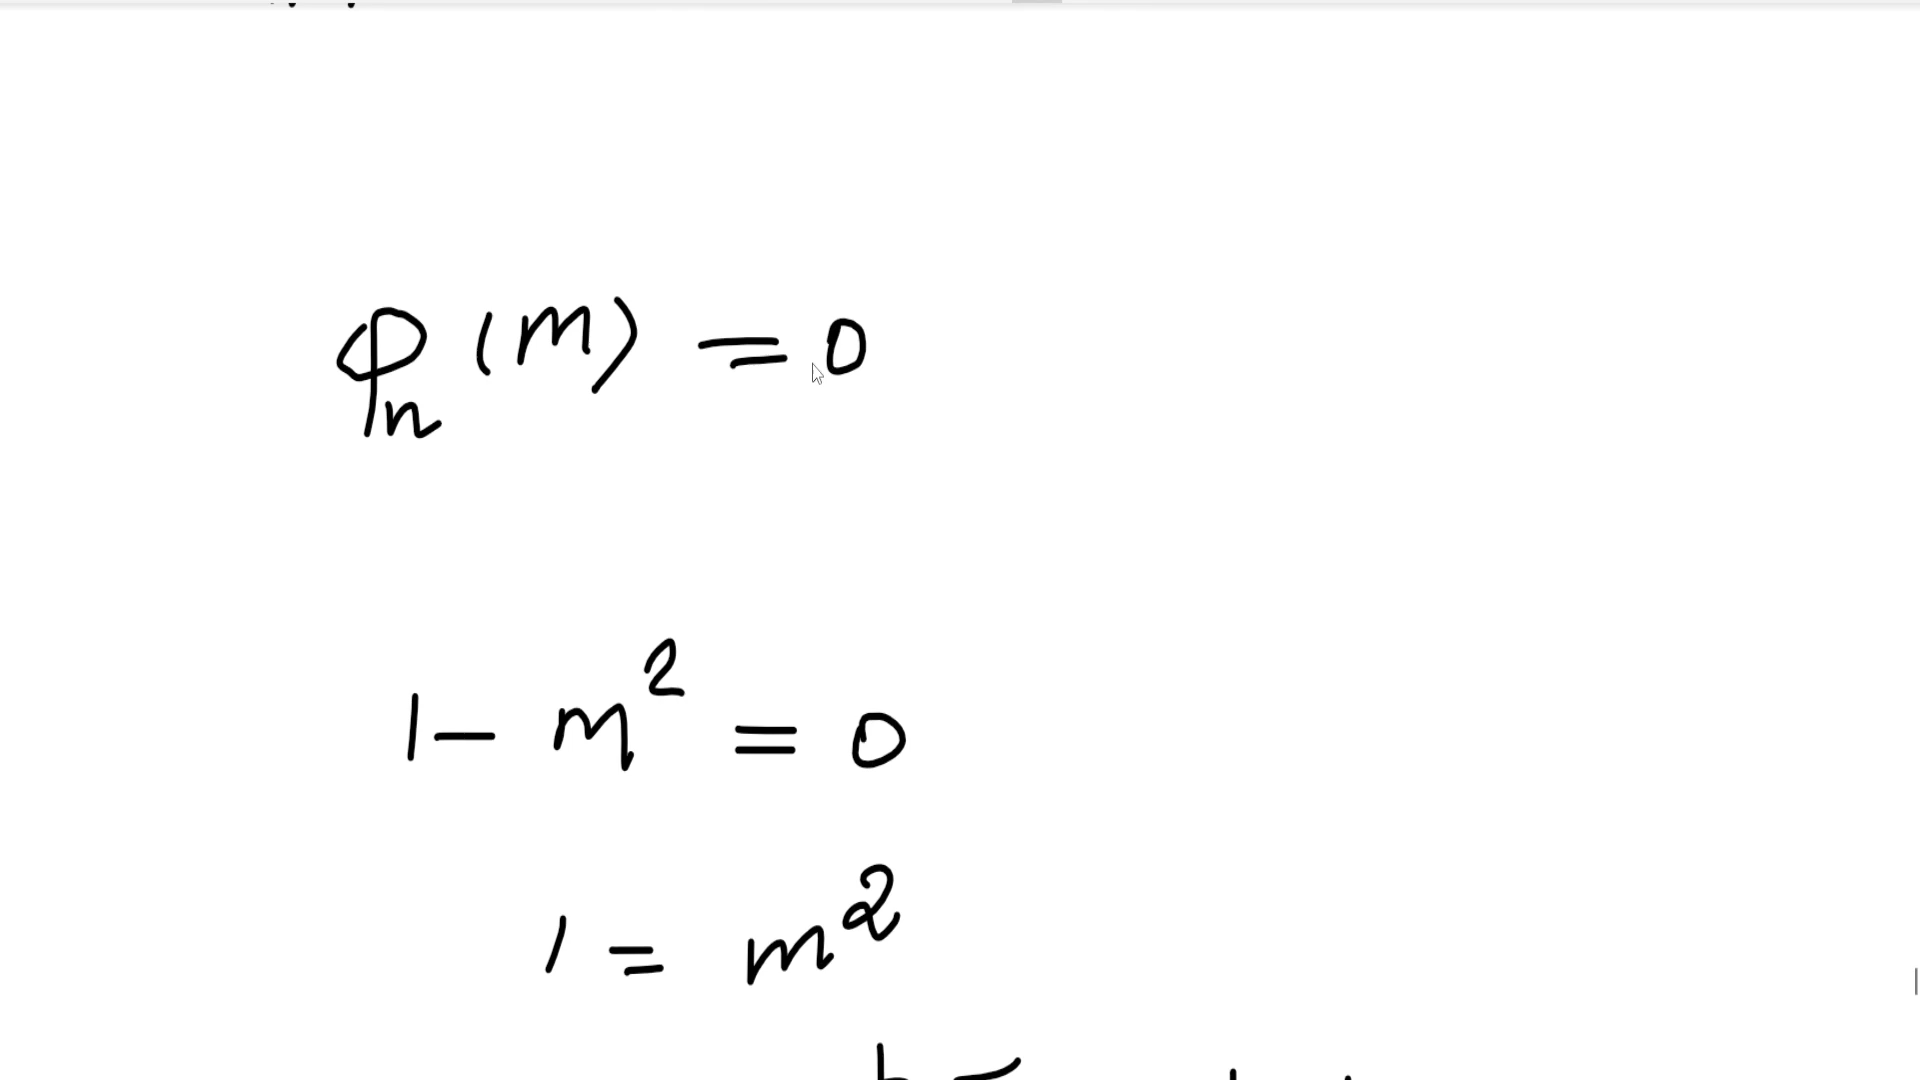 φₙ (m) = 0
1 - m² = 0
1 = m²